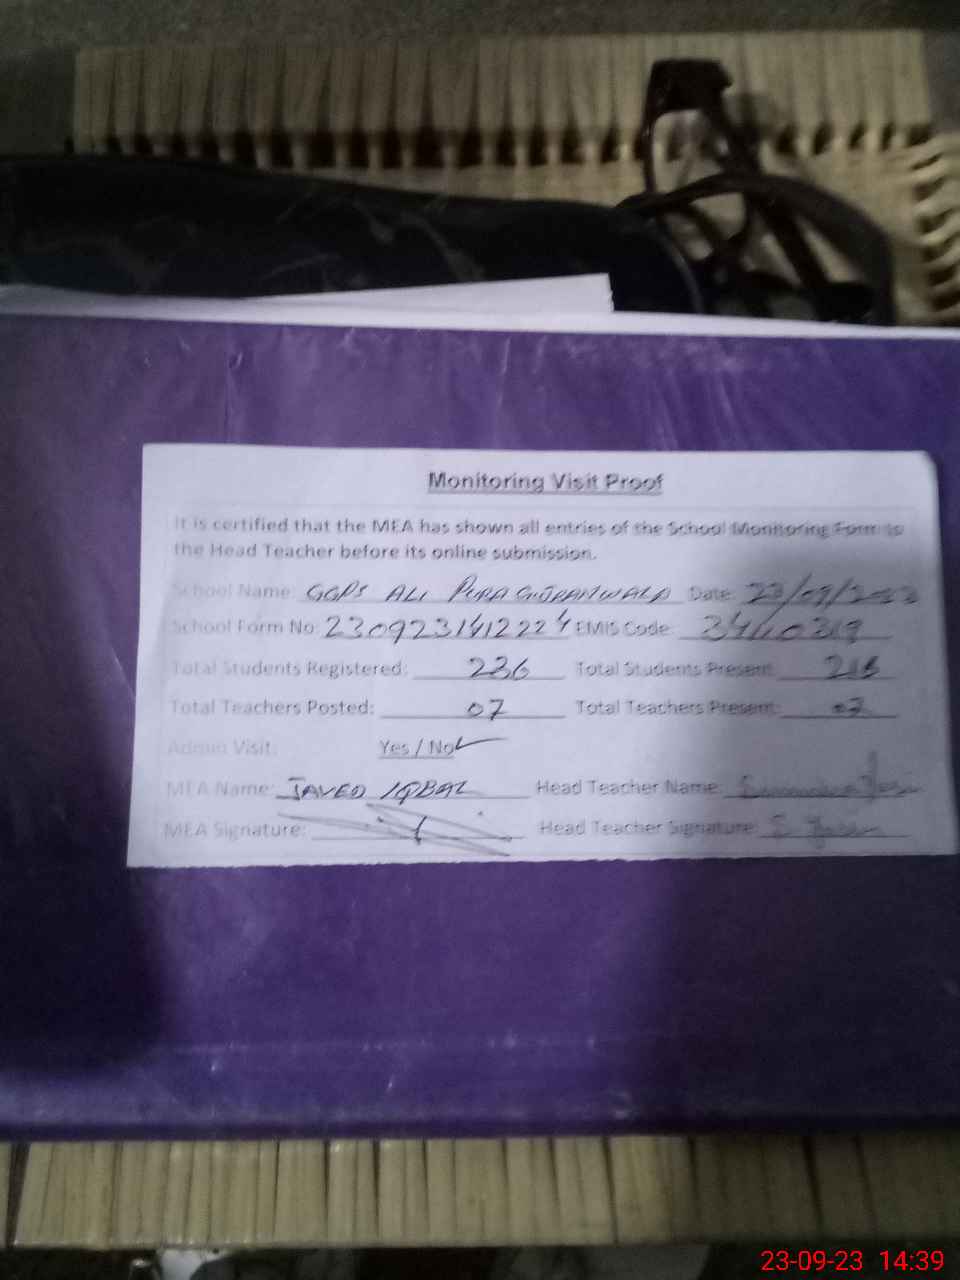 Monitoring Visit Proof
It is certified that the MEA has shown all entries of the School Monitoring Form to
the Head Teacher before its online submission.
School Name: GGPS ALI PURA GUJRANWALA Date: 23/09/2023
School Form No: 2309231412224 EMIS Code: 34110319
Total Students Registered: 236 Total Students Present:
Total Teachers Posted: 07 Total Teachers Present: 07
Admin Visit: Yes / No ✓
MEA Name: JAVED IQBAL Head Teacher Name:
MEA Signature: Head Teacher Signature:
23-09-23 14:39